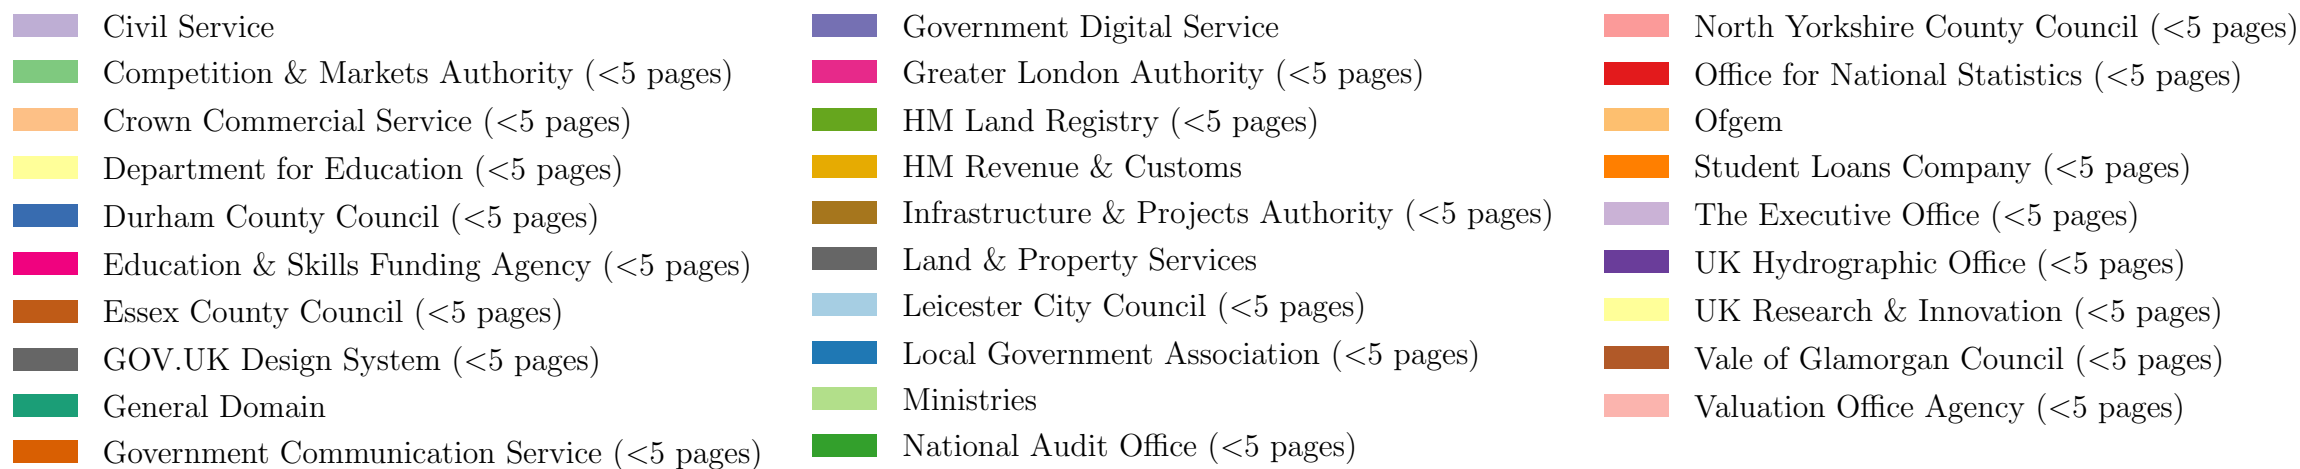 Civil Service
Competition & Markets Authority (<5 pages)
Crown Commercial Service (<5 pages)
Department for Education (<5 pages)
Durham County Council (<5 pages)
Education & Skills Funding Agency (<5 pages)
Essex County Council (<5 pages)
GOV.UK Design System (<5 pages)
General Domain
Government Communication Service (<5 pages)
Government Digital Service
Greater London Authority (<5 pages)
HM Land Registry (<5 pages)
HM Revenue & Customs
Infrastructure & Projects Authority (<5 pages)
Land & Property Services
Leicester City Council (<5 pages)
Local Government Association (<5 pages)
Ministries
National Audit Office (<5 pages)
North Yorkshire County Council (<5 pages)
Office for National Statistics (<5 pages)
Ofgem
Student Loans Company (<5 pages)
The Executive Office (<5 pages)
UK Hydrographic Office (<5 pages)
UK Research & Innovation (<5 pages)
Vale of Glamorgan Council (<5 pages)
Valuation Office Agency (<5 pages)